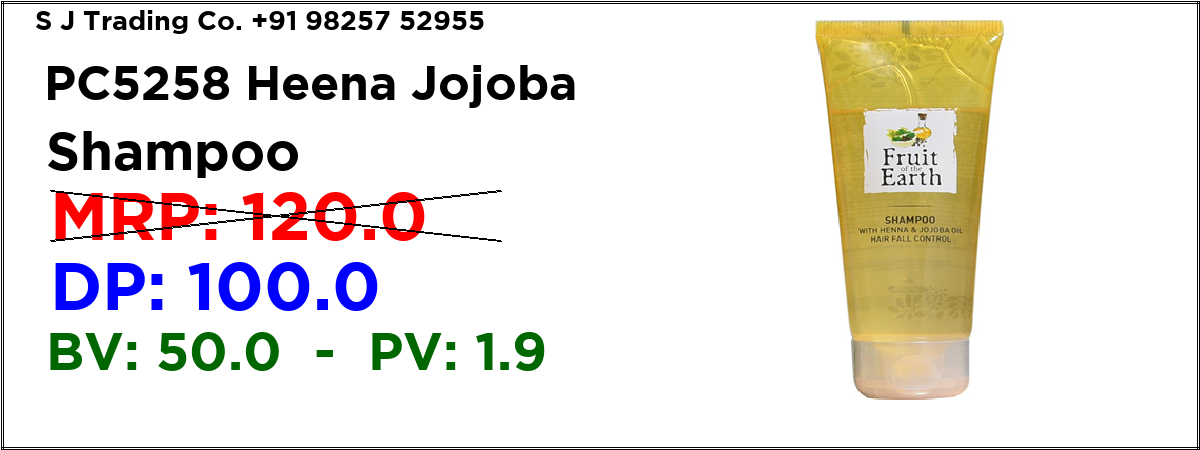 S J Trading Co. +91 98257 52955
PC5258 Heena Jojoba
Shampoo
MRP: 120.0
DP: 100.0
BV: 50.0 - PV: 1.9
Fruit
of the
Earth
SHAMPOO
WITH HENNA & JOJOBA OIL
HAIR FALL CONTROL